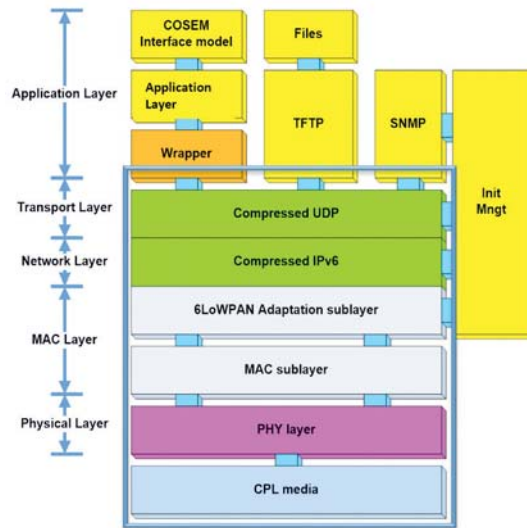 COSEM
Interface model
Files
Application Layer
Application
Layer
TFTP
SNMP
Wrapper
Init
Mngt
Transport Layer
Compressed UDP
Network Layer
Compressed IPv6
6LoWPAN Adaptation sublayer
MAC Layer
MAC sublayer
Physical Layer
PHY layer
CPL media